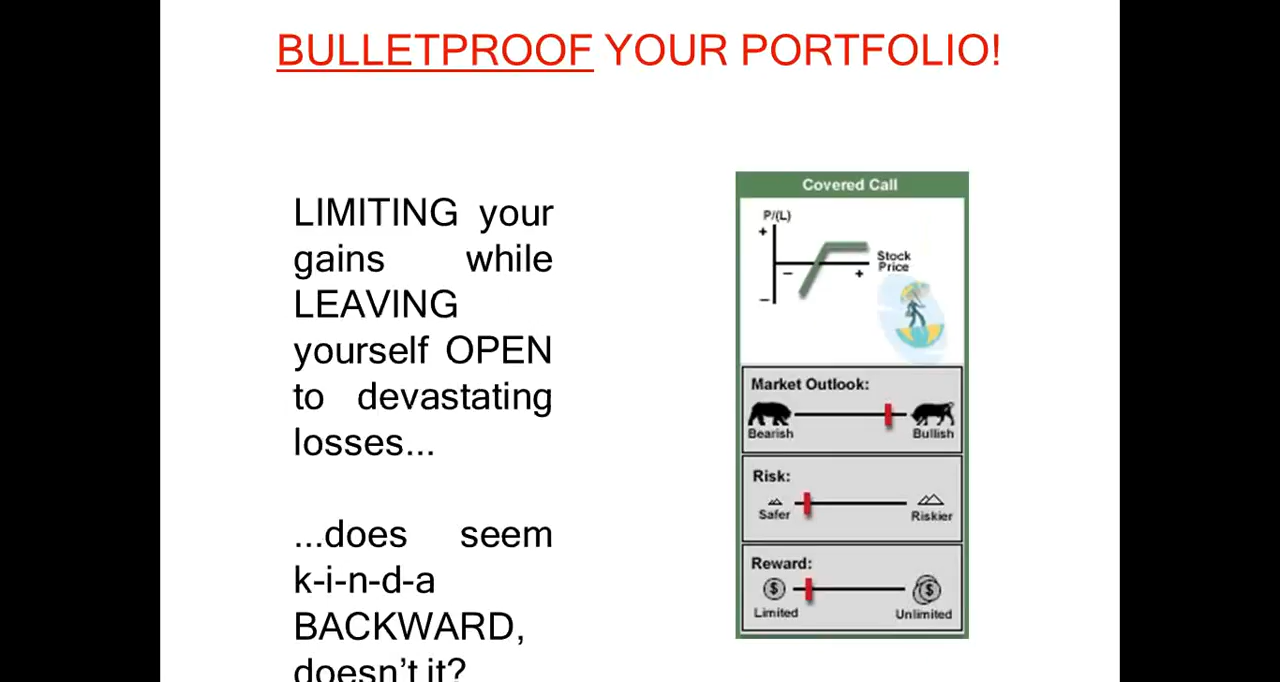 BULLETPROOF YOUR PORTFOLIO!
LIMITING your
gains while
LEAVING
yourself OPEN
to devastating
losses...
...does seem
k-i-n-d-a
BACKWARD,
doesn't it?
Covered Call
P/(L)
+
Stock
Price
− +
−
Market Outlook:
Bearish Bullish
Risk:
Safer Riskier
Reward:
$ $
Limited Unlimited